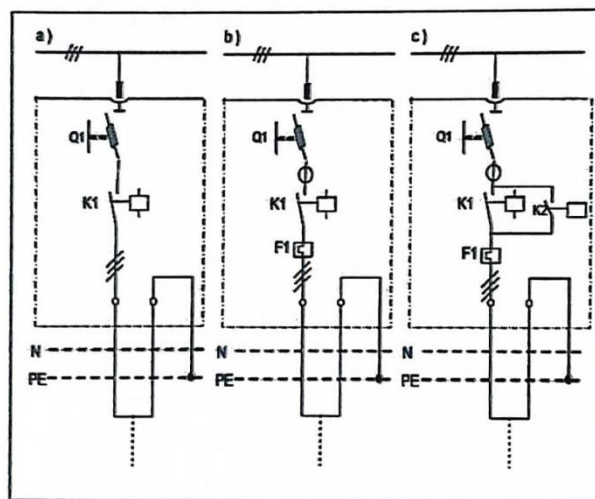 a) b) c)
Q1 Q1 Q1
K1 K1 K1 K2
F1 F1
N N N
PE PE PE